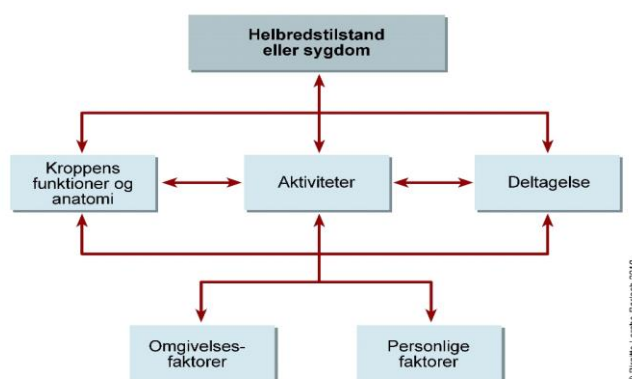 Helbredstilstand
eller sygdom
Kroppens
funktioner og
anatomi
Aktiviteter
Deltagelse
Omgivelses-
faktorer
Personlige
faktorer